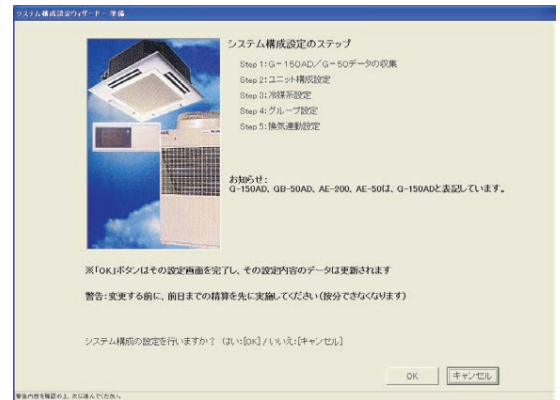 システム構成設定ウィザード - 準備
システム構成設定のステップ
Step 1:G-150AD／G-50データの収集
Step 2:ユニット構成設定
Step 3:冷媒系設定
Step 4:グループ設定
Step 5:換気連動設定
お知らせ:
G-150AD、GB-50AD、AE-200、AE-50は、G-150ADと表記しています。
※「OK」ボタンはその設定画面を完了し、その設定内容のデータは更新されます
警告:変更する前に、前日までの精算を先に実施してください(按分できなくなります)
システム構成の設定を行いますか？ (はい:[OK] / いいえ:[キャンセル]
OK
キャンセル
警告内容を確認の上、次に進んでください。